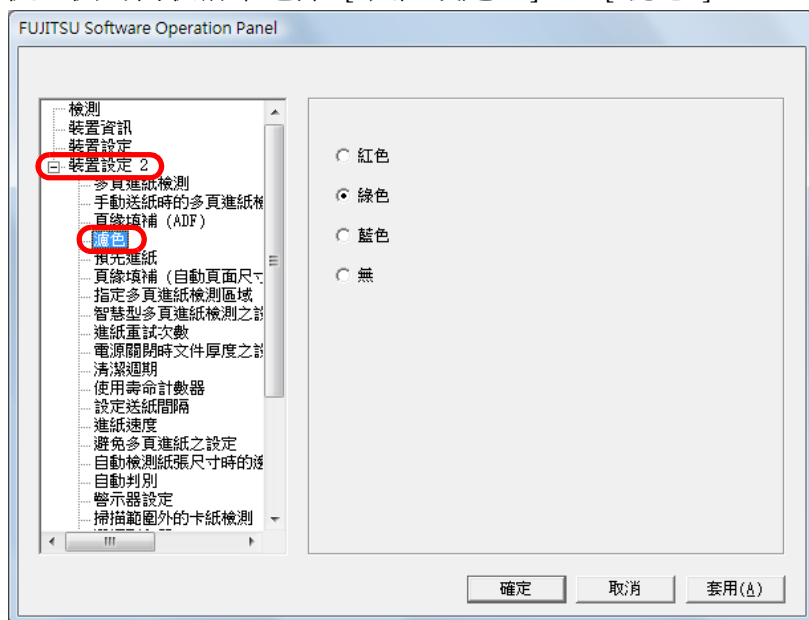 FUJITSU Software Operation Panel
檢測
裝置資訊
裝置設定
裝置設定 2
多頁進紙檢測
手動送紙時的多頁進紙檢
頁緣填補 (ADF)
濾色
預先進紙
頁緣填補 (自動頁面尺寸
指定多頁進紙檢測區域
智慧型多頁進紙檢測之設
進紙重試次數
電源關閉時文件厚度之設
清潔週期
使用壽命計數器
設定送紙間隔
進紙速度
避免多頁進紙之設定
自動檢測紙張尺寸時的邊
自動判別
警示器設定
掃描範圍外的卡紙檢測
紅色
綠色
藍色
無
確定
取消
套用(A)